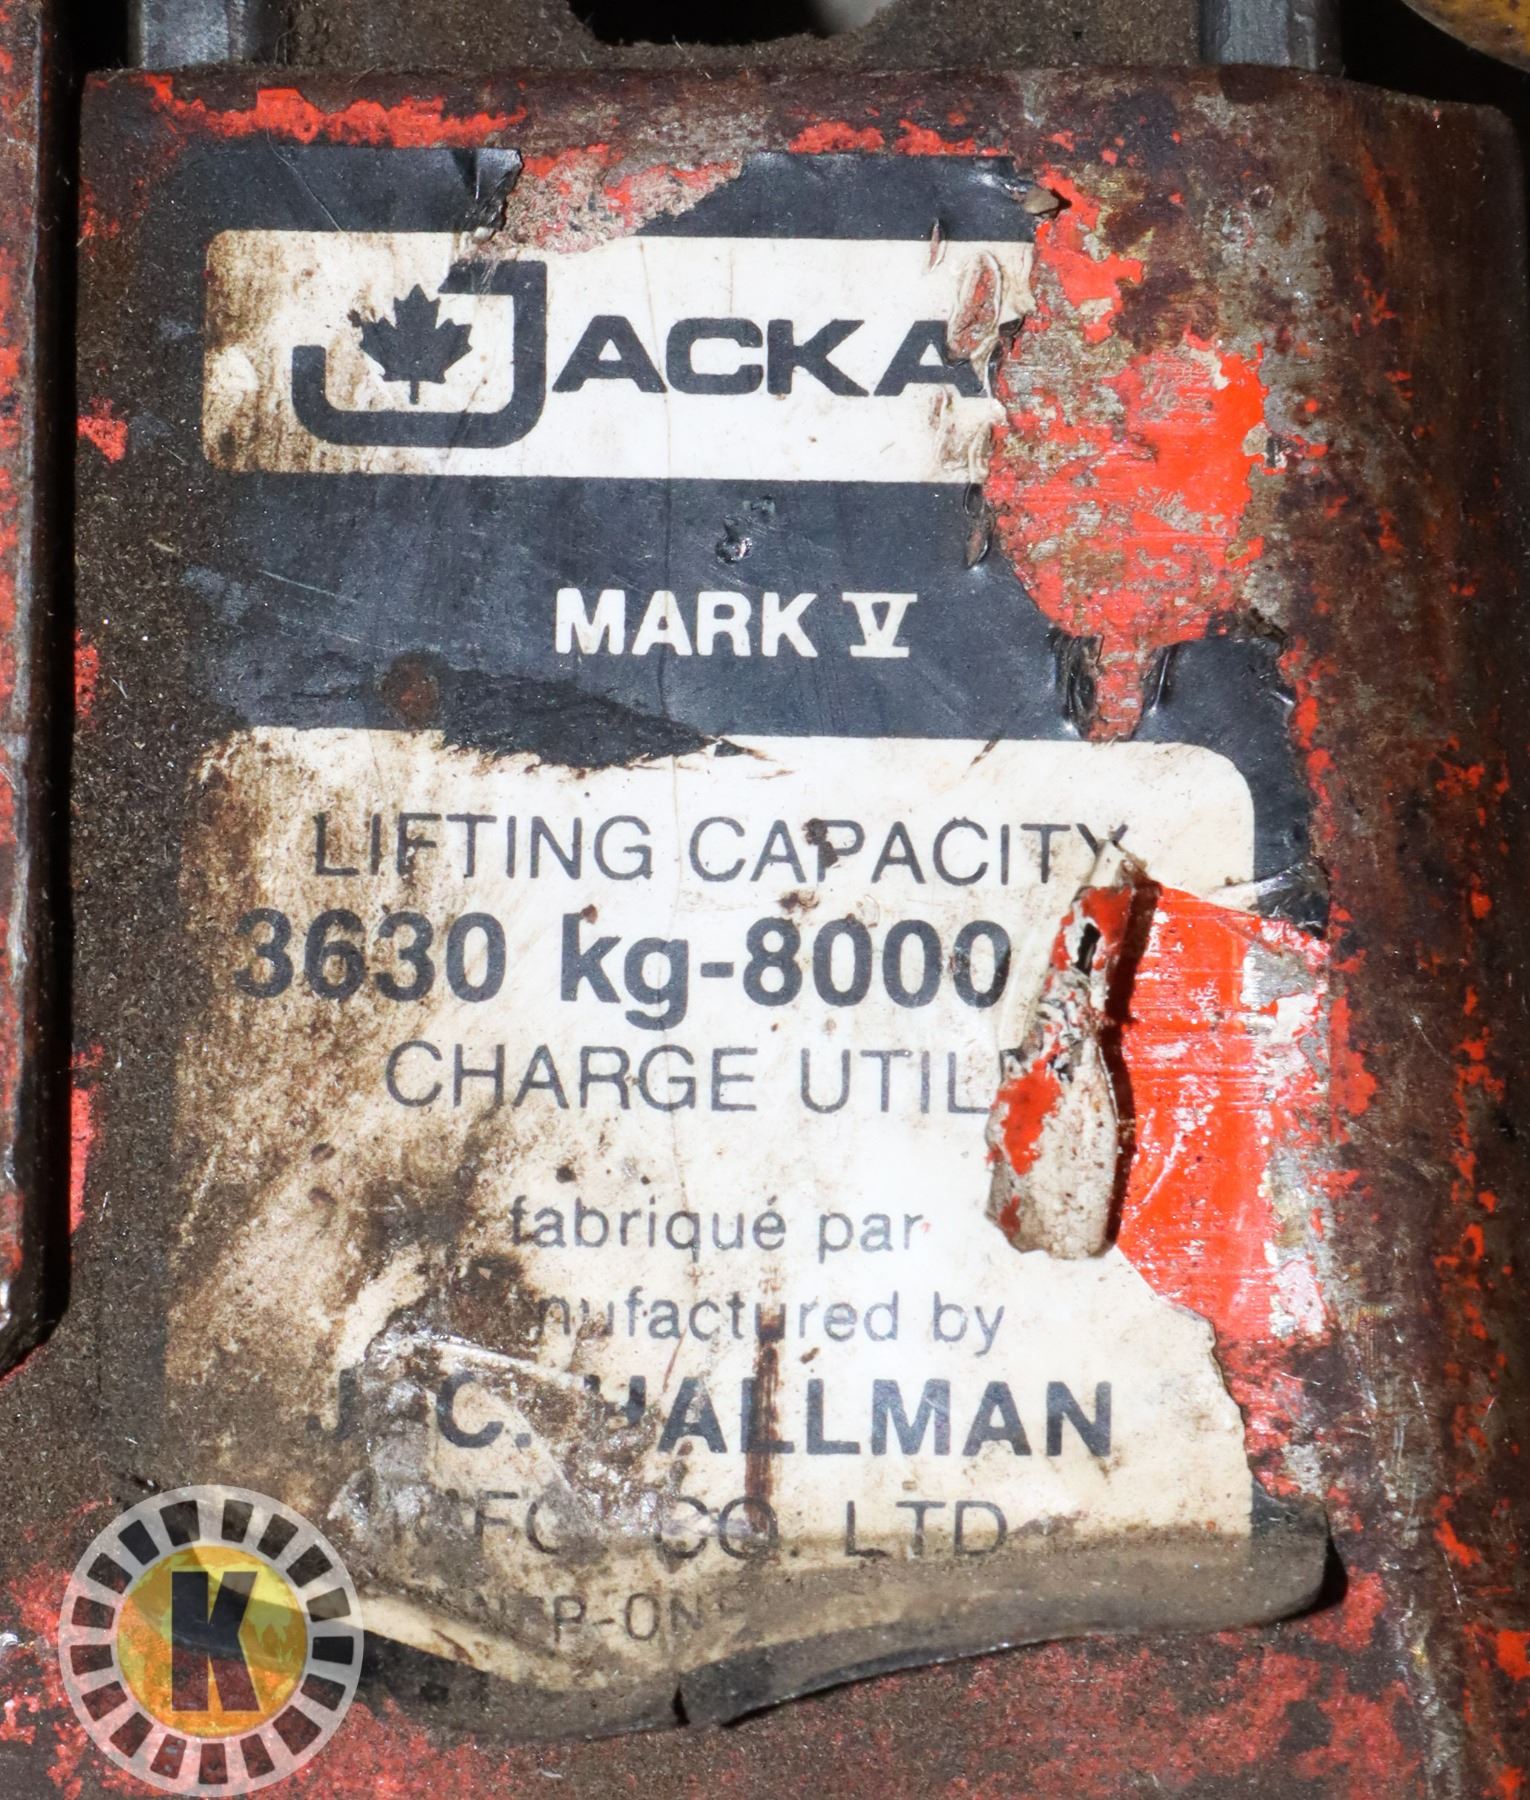 JACKA
MARK V
LIFTING CAPACITY
3630 kg-8000
CHARGE UTIL
fabriqué par
nufactured by
J. C. HALLMAN
CO. LTD
K